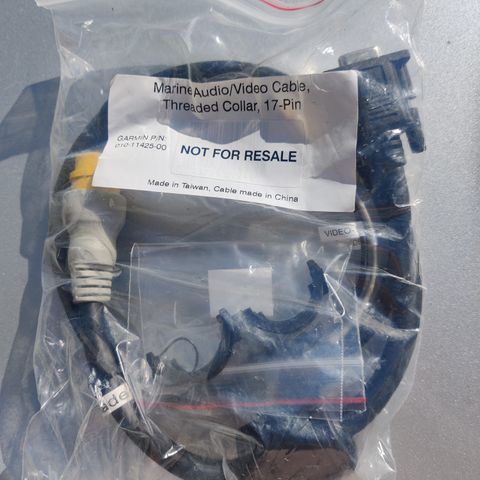 Marine Audio/Video Cable,
Threaded Collar, 17-Pin
GARMIN P/N:
010-11425-00
NOT FOR RESALE
Made in Taiwan, Cable made in China
VIDEO